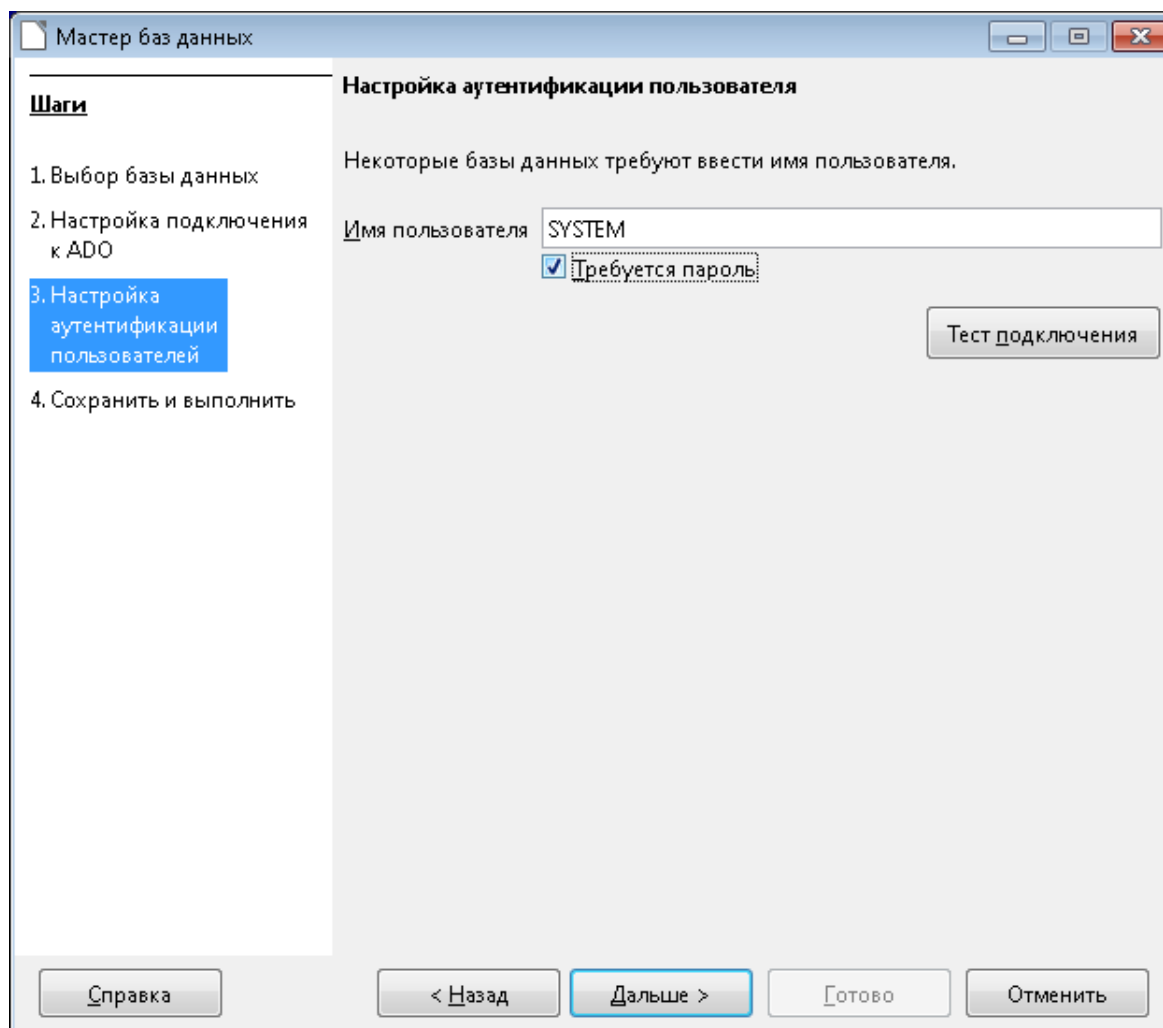 Мастер баз данных
Шаги
1. Выбор базы данных
2. Настройка подключения
к ADO
3. Настройка
аутентификации
пользователей
4. Сохранить и выполнить
Настройка аутентификации пользователя
Некоторые базы данных требуют ввести имя пользователя.
Имя пользователя SYSTEM
Требуется пароль
Тест подключения
Справка
< Назад
Дальше >
Готово
Отменить